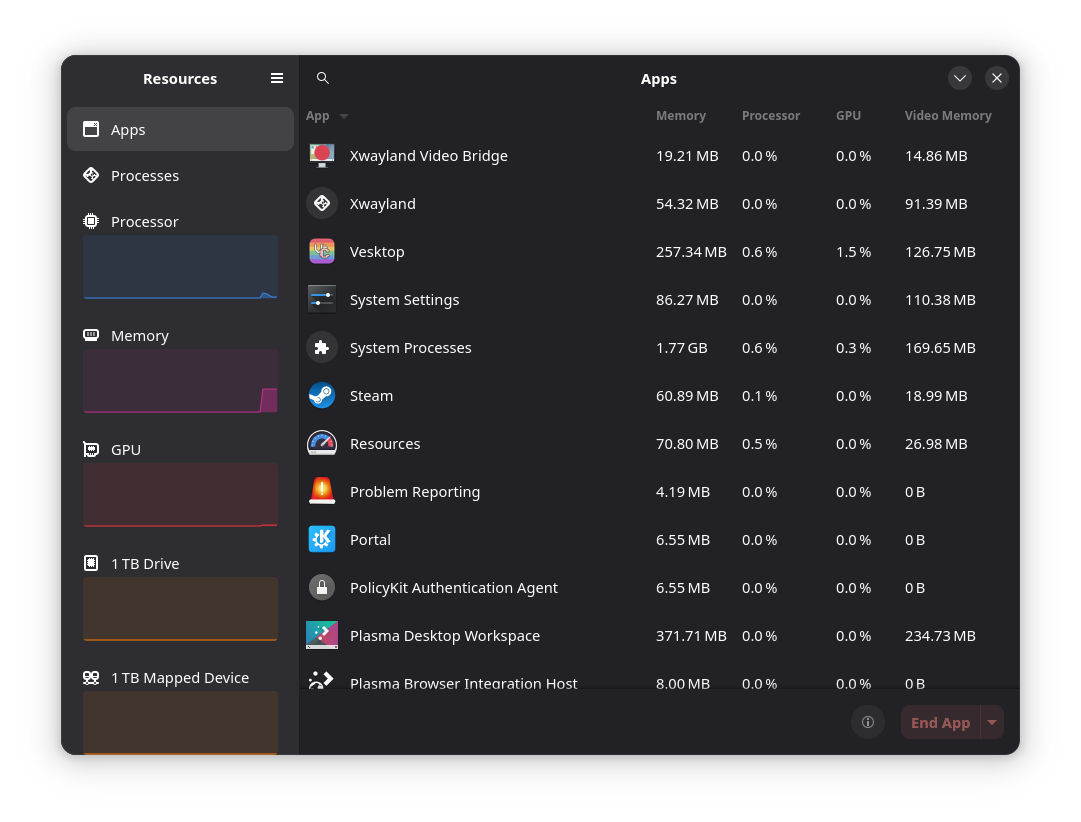 Resources
Apps
Apps
Processes
Processor
Memory
GPU
1 TB Drive
1 TB Mapped Device
App Memory Processor GPU Video Memory
Xwayland Video Bridge 19.21 MB 0.0 % 0.0 % 14.86 MB
Xwayland 54.32 MB 0.0 % 0.0 % 91.39 MB
Vesktop 257.34 MB 0.6 % 1.5 % 126.75 MB
System Settings 86.27 MB 0.0 % 0.0 % 110.38 MB
System Processes 1.77 GB 0.6 % 0.3 % 169.65 MB
Steam 60.89 MB 0.1 % 0.0 % 18.99 MB
Resources 70.80 MB 0.5 % 0.0 % 26.98 MB
Problem Reporting 4.19 MB 0.0 % 0.0 % 0 B
Portal 6.55 MB 0.0 % 0.0 % 0 B
PolicyKit Authentication Agent 6.55 MB 0.0 % 0.0 % 0 B
Plasma Desktop Workspace 371.71 MB 0.0 % 0.0 % 234.73 MB
Plasma Browser Integration Host 8.00 MB 0.0 % 0.0 % 0 B
End App